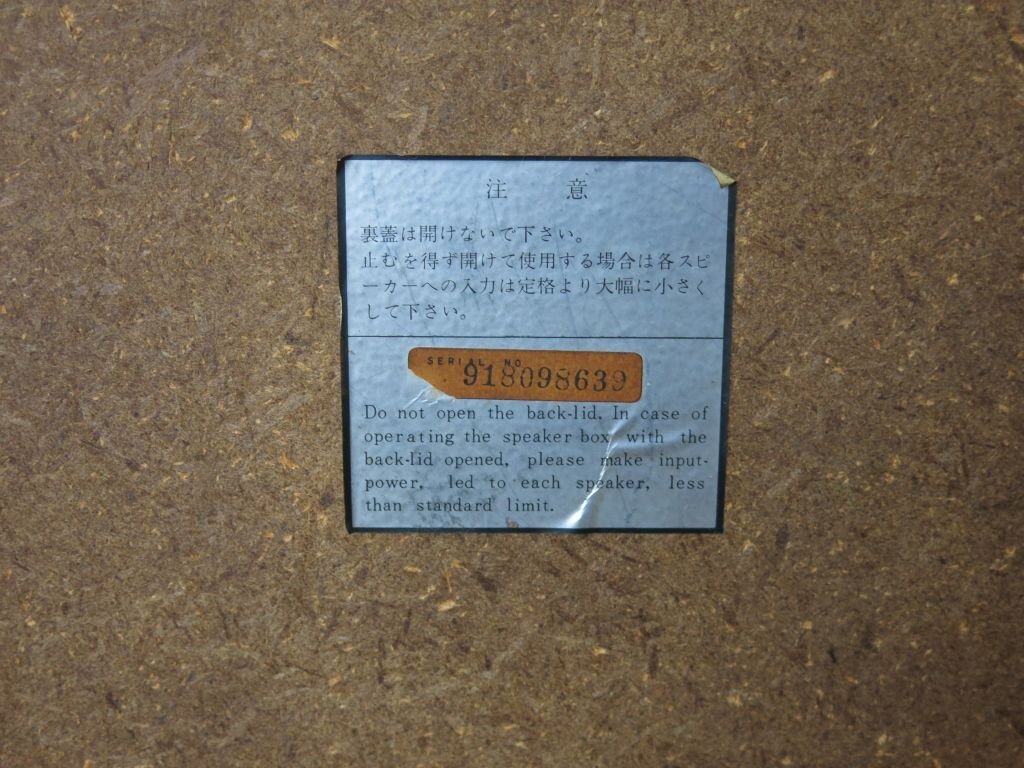 注 意
裏蓋は開けないで下さい。
止むを得ず開けて使用する場合は各スピ
ーカーへの入力は定格より大幅に小さく
して下さい。
SERIAL NO
918098639
Do not open the back-lid. In case of
operating the speaker box with the
back-lid opened, please make input-
power, led to each speaker, less
than standard limit.